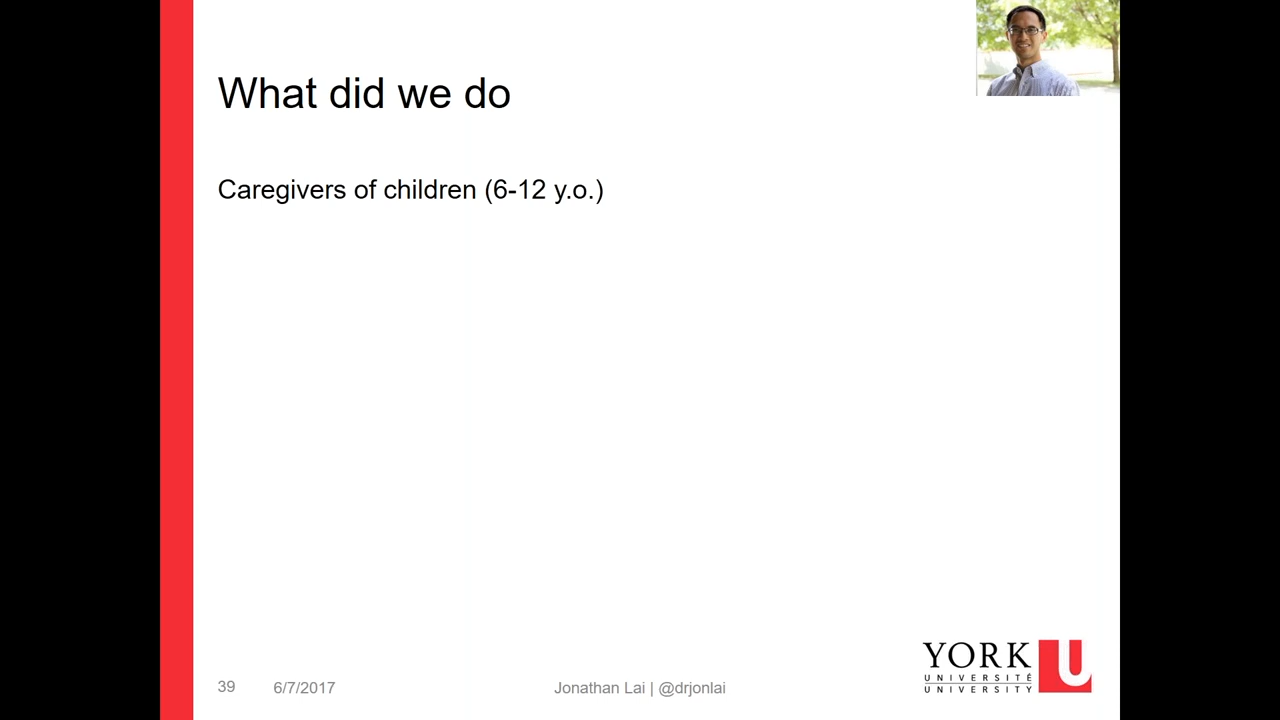 What did we do
Caregivers of children (6-12 y.o.)
YORK U
UNIVERSITÉ
UNIVERSITY
39 6/7/2017 Jonathan Lai | @drjonlai